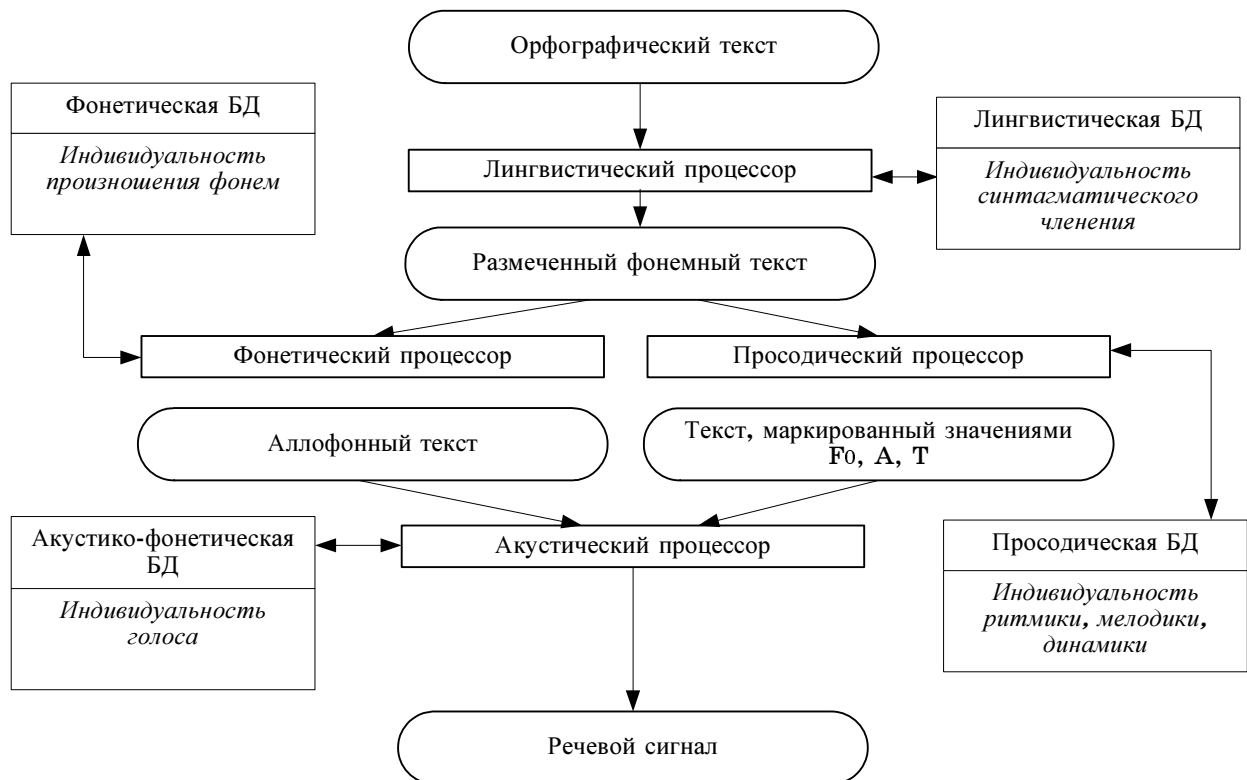 Орфографический текст
Фонетическая БД
Индивидуальность
произношения фонем
Лингвистическая БД
Индивидуальность
синтагматического
членения
Лингвистический процессор
Размеченный фонемный текст
Фонетический процессор
Просодический процессор
Аллофонный текст
Текст, маркированный значениями
F0, A, T
Акустико-фонетическая
БД
Индивидуальность
голоса
Акустический процессор
Просодическая БД
Индивидуальность
ритмики, мелодики,
динамики
Речевой сигнал